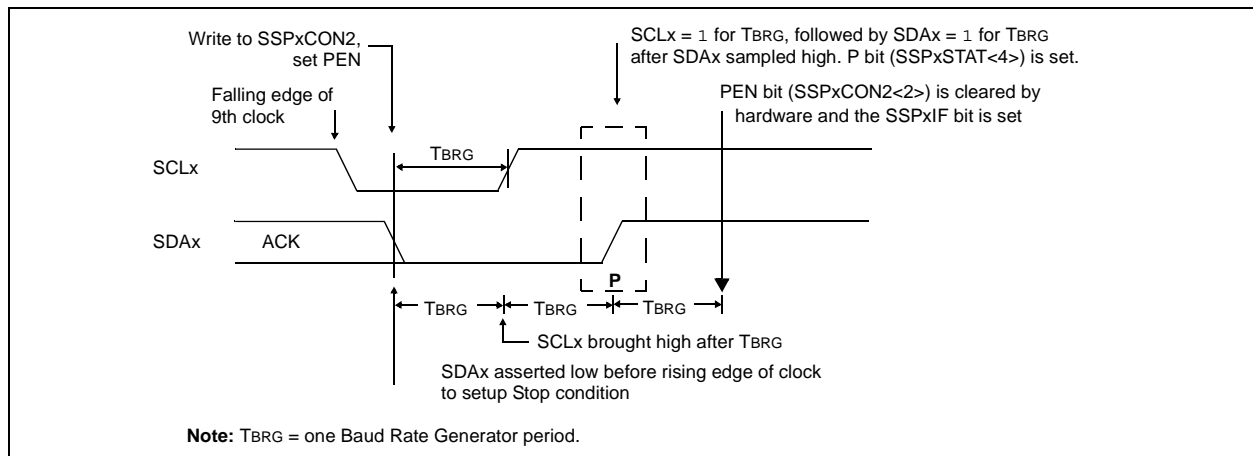 Write to SSPxCON2,
set PEN
SCLx = 1 for TBRG, followed by SDAx = 1 for TBRG
after SDAx sampled high. P bit (SSPxSTAT<4>) is set.
Falling edge of
9th clock
PEN bit (SSPxCON2<2>) is cleared by
hardware and the SSPxIF bit is set
TBRG
SCLx
SDAx
ACK
P
TBRG
TBRG
TBRG
SCLx brought high after TBRG
SDAx asserted low before rising edge of clock
to setup Stop condition
Note: TBRG = one Baud Rate Generator period.